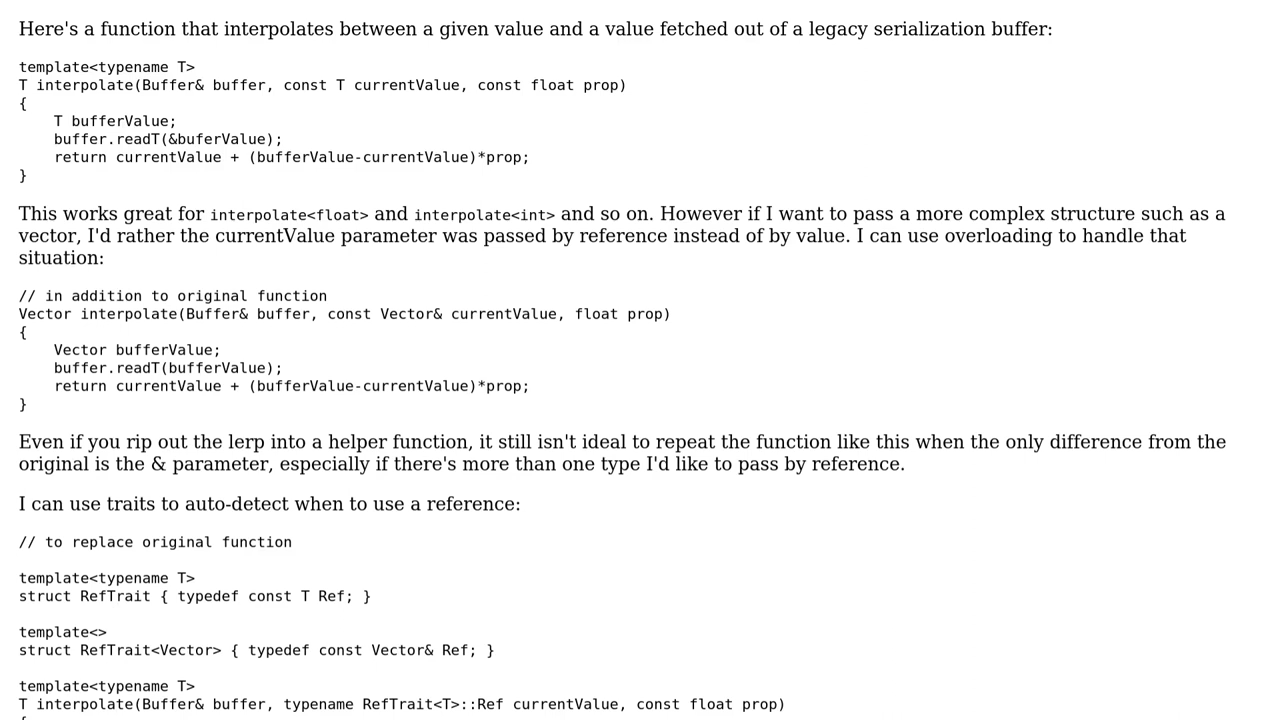 Here's a function that interpolates between a given value and a value fetched out of a legacy serialization buffer:
template<typename T>
T interpolate(Buffer& buffer, const T currentValue, const float prop)
{
    T bufferValue;
    buffer.readT(&buferValue);
    return currentValue + (bufferValue-currentValue)*prop;
}
This works great for interpolate<float> and interpolate<int> and so on. However if I want to pass a more complex structure such as a
vector, I'd rather the currentValue parameter was passed by reference instead of by value. I can use overloading to handle that
situation:
// in addition to original function
Vector interpolate(Buffer& buffer, const Vector& currentValue, float prop)
{
    Vector bufferValue;
    buffer.readT(bufferValue);
    return currentValue + (bufferValue-currentValue)*prop;
}
Even if you rip out the lerp into a helper function, it still isn't ideal to repeat the function like this when the only difference from the
original is the & parameter, especially if there's more than one type I'd like to pass by reference.
I can use traits to auto-detect when to use a reference:
// to replace original function
template<typename T>
struct RefTrait { typedef const T Ref; }
template<>
struct RefTrait<Vector> { typedef const Vector& Ref; }
template<typename T>
T interpolate(Buffer& buffer, typename RefTrait<T>::Ref currentValue, const float prop)
{